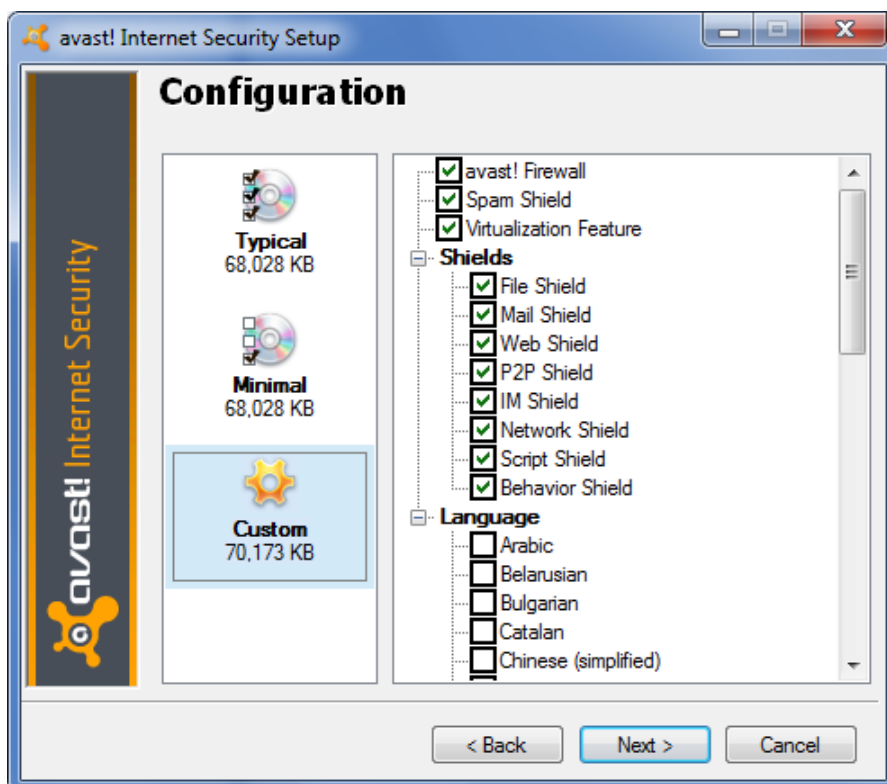 avast! Internet Security Setup
Configuration
avast! Internet Security
Typical
68,028 KB
Minimal
68,028 KB
Custom
70,173 KB
avast! Firewall
Spam Shield
Virtualization Feature
Shields
File Shield
Mail Shield
Web Shield
P2P Shield
IM Shield
Network Shield
Script Shield
Behavior Shield
Language
Arabic
Belarusian
Bulgarian
Catalan
Chinese (simplified)
< Back
Next >
Cancel